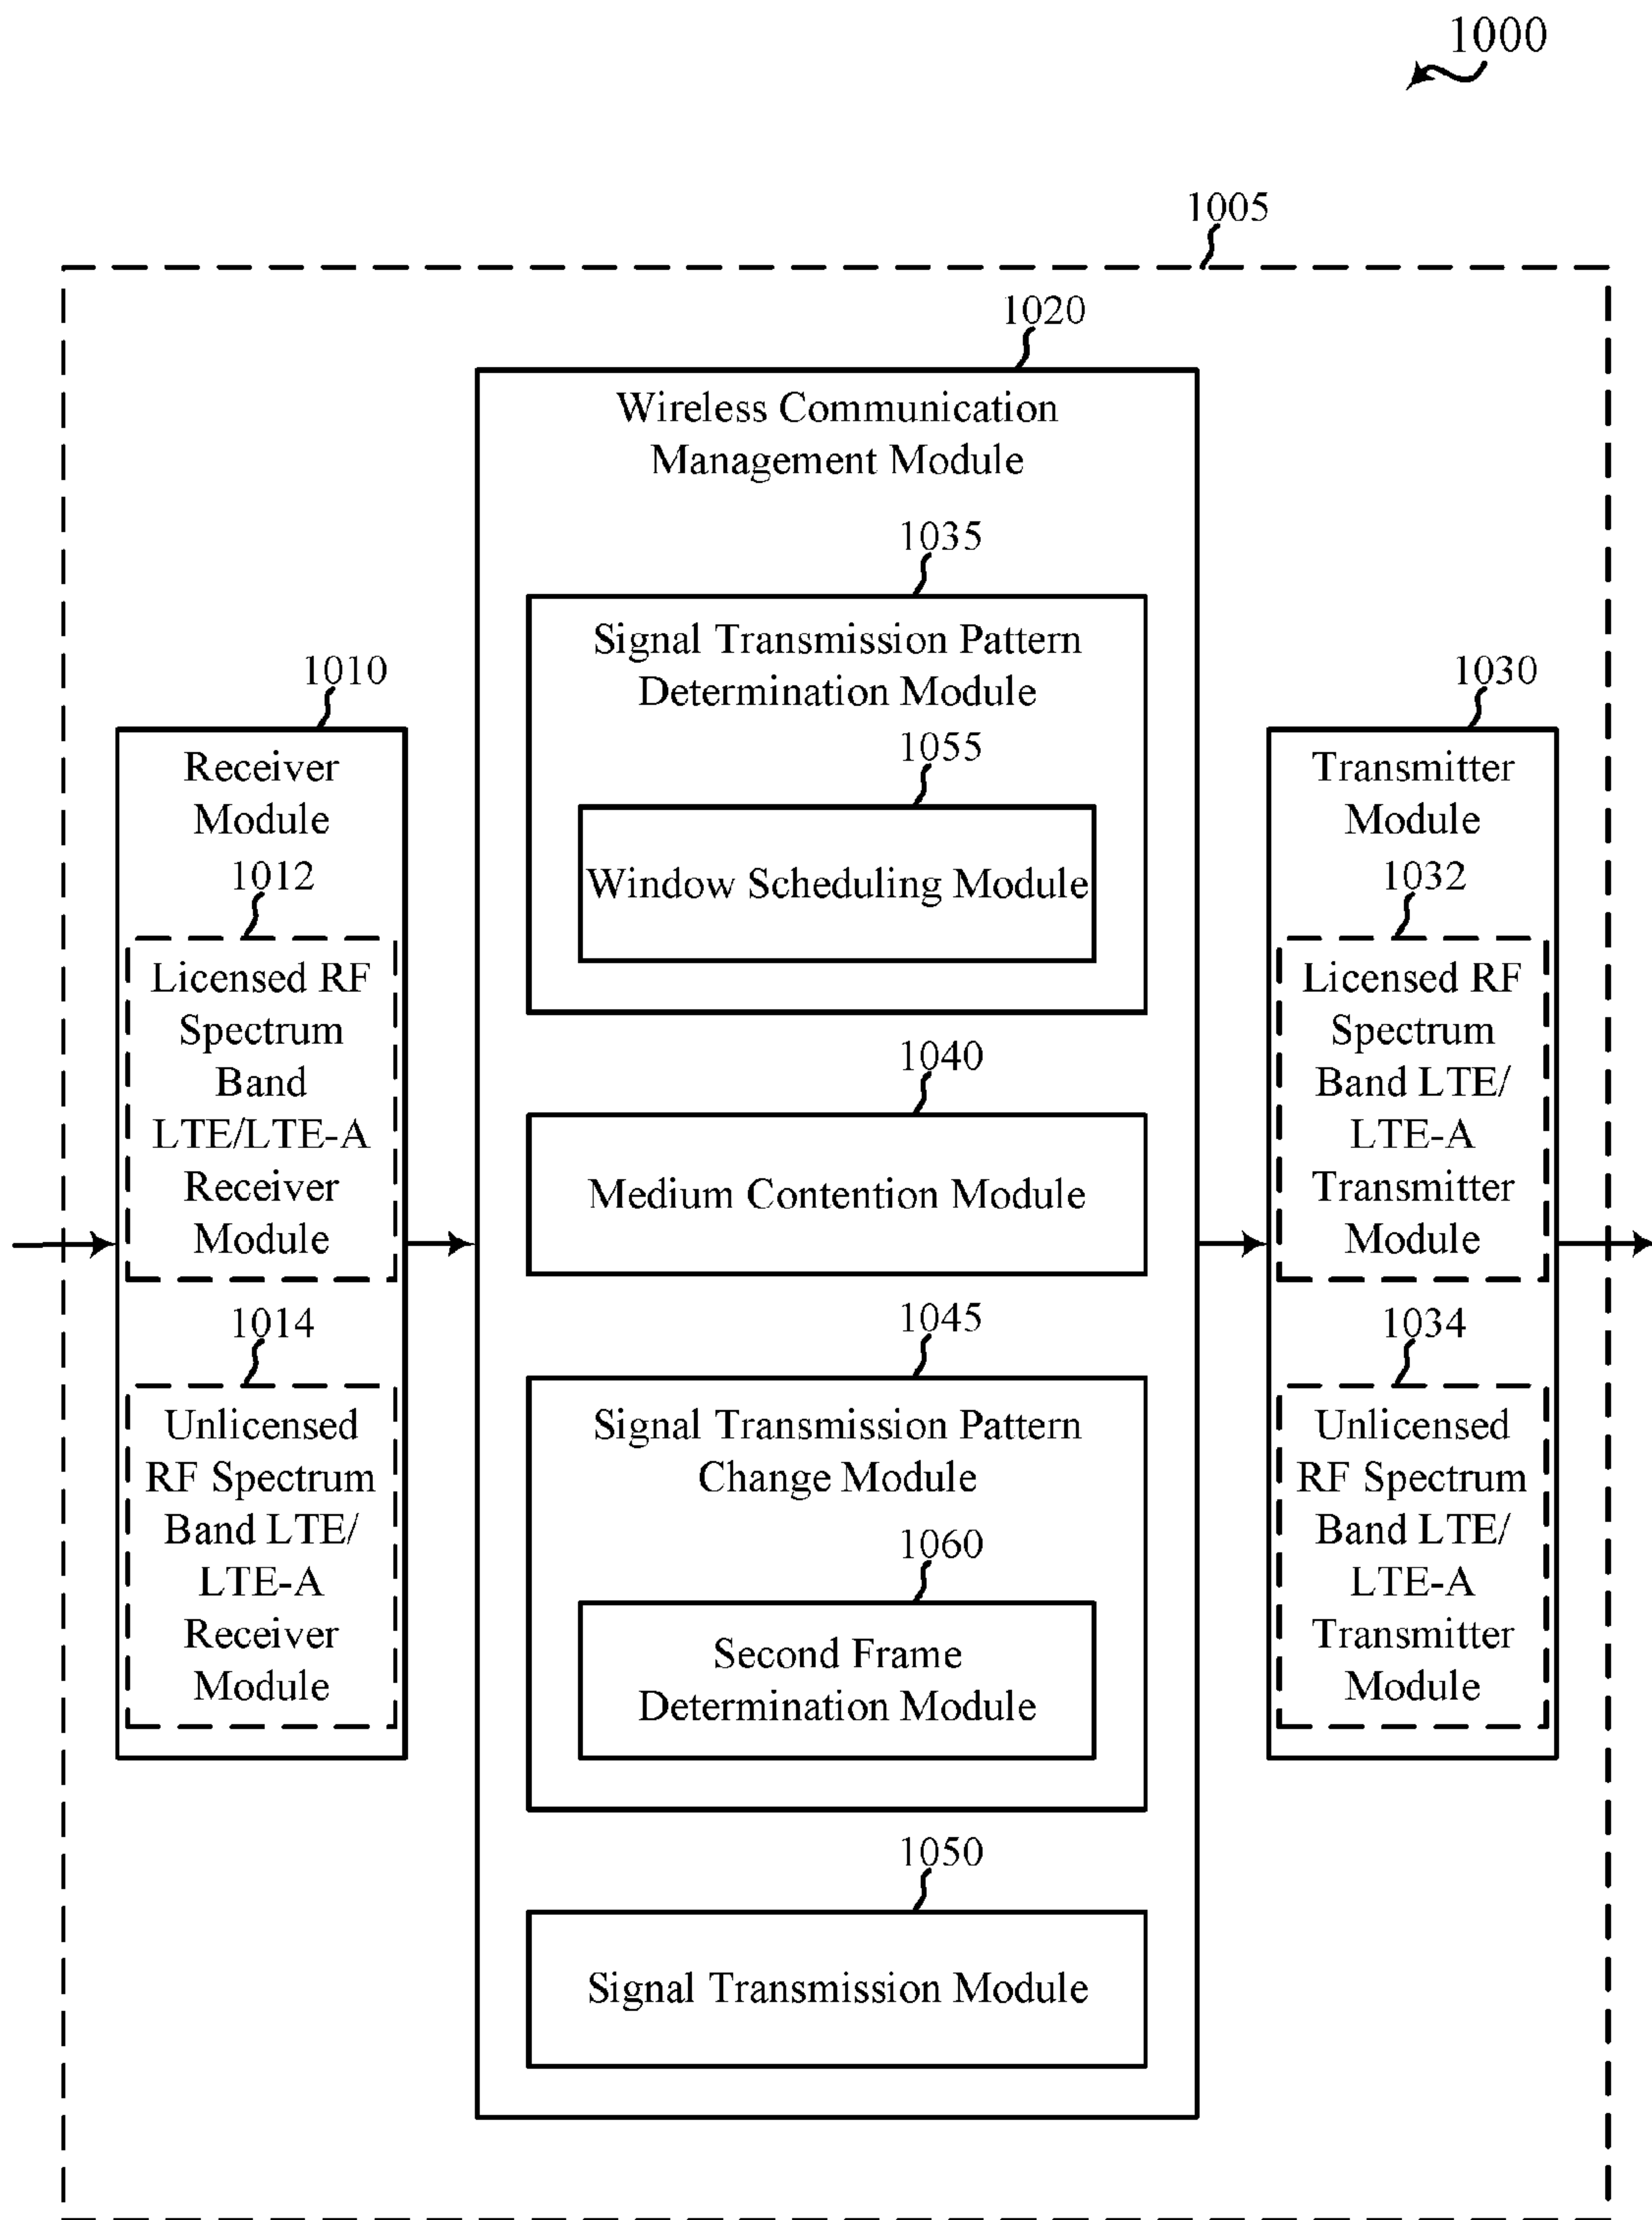 1000
1005
1020
Wireless Communication
Management Module
1035
Signal Transmission Pattern
Determination Module
1055
Window Scheduling Module
1040
Medium Contention Module
1045
Signal Transmission Pattern
Change Module
1060
Second Frame
Determination Module
1050
Signal Transmission Module
1010
Receiver
Module
1012
Licensed RF
Spectrum
Band
LTE/LTE-A
Receiver
Module
1014
Unlicensed
RF Spectrum
Band LTE/
LTE-A
Receiver
Module
1030
Transmitter
Module
1032
Licensed RF
Spectrum
Band LTE/
LTE-A
Transmitter
Module
1034
Unlicensed
RF Spectrum
Band LTE/
LTE-A
Transmitter
Module